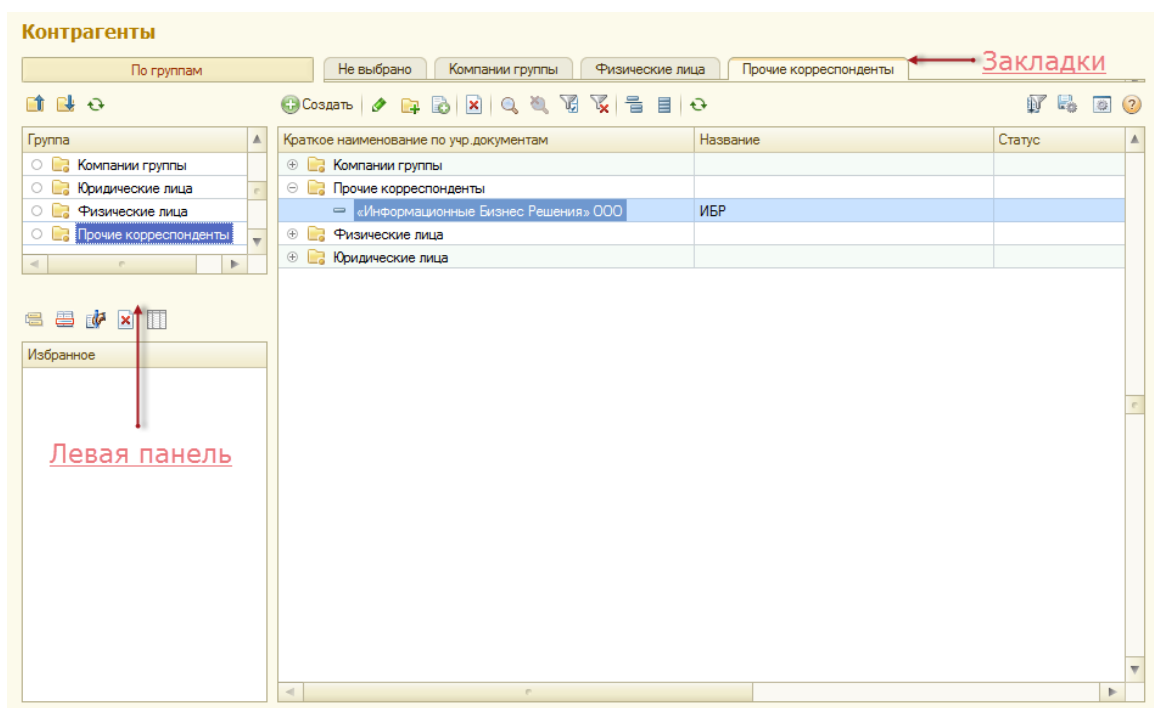 Контрагенты
По группам
Не выбрано
Компании группы
Физические лица
Прочие корреспонденты
Закладки
Создать
Группа
Компании группы
Юридические лица
Физические лица
Прочие корреспонденты
Краткое наименование по учр.документам
Название
Статус
Компании группы
Прочие корреспонденты
«Информационные Бизнес Решения» ООО
ИБР
Физические лица
Юридические лица
Избранное
Левая панель